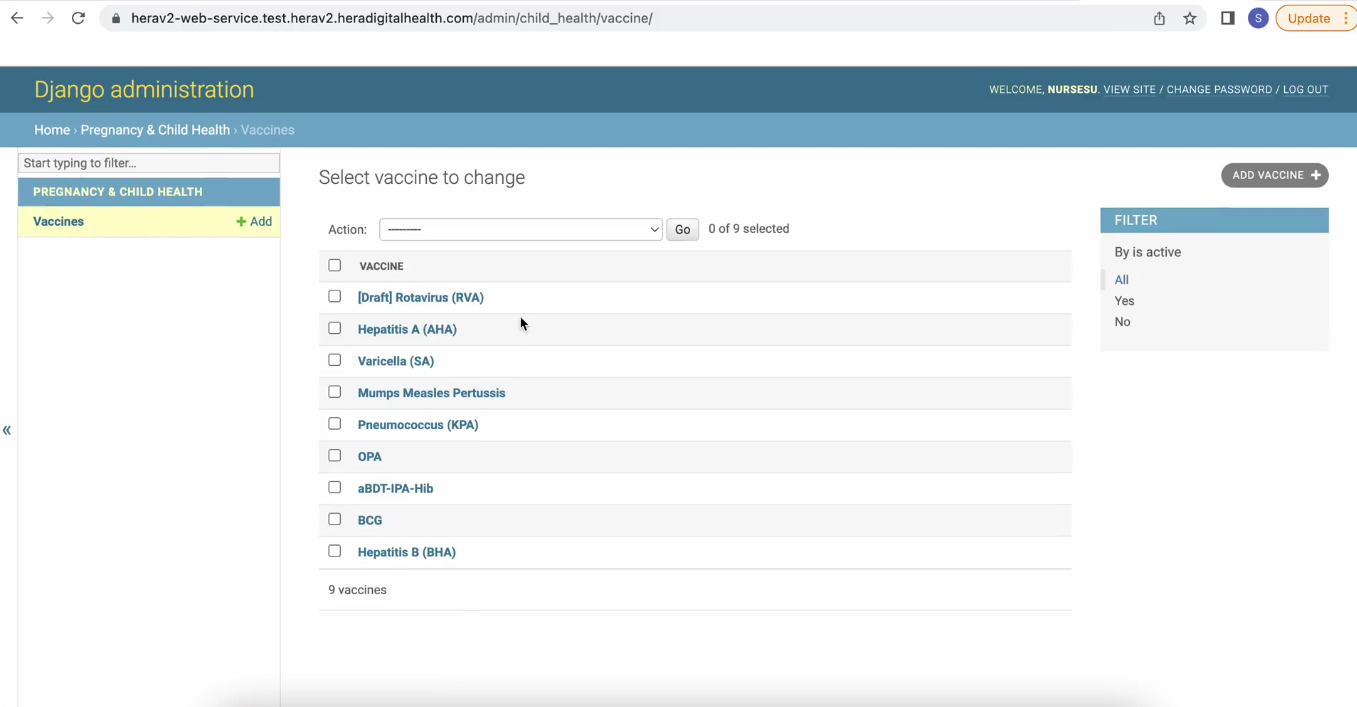 herav2-web-service.test.herav2.heradigitalhealth.com/admin/child_health/vaccine/
S
Update
Django administration
WELCOME, NURSESU. VIEW SITE / CHANGE PASSWORD / LOG OUT
Home › Pregnancy & Child Health › Vaccines
Start typing to filter...
PREGNANCY & CHILD HEALTH
Vaccines
+ Add
«
Select vaccine to change
ADD VACCINE +
Action: --------- Go 0 of 9 selected
VACCINE
[Draft] Rotavirus (RVA)
Hepatitis A (AHA)
Varicella (SA)
Mumps Measles Pertussis
Pneumococcus (KPA)
OPA
aBDT-IPA-Hib
BCG
Hepatitis B (BHA)
9 vaccines
FILTER
By is active
All
Yes
No